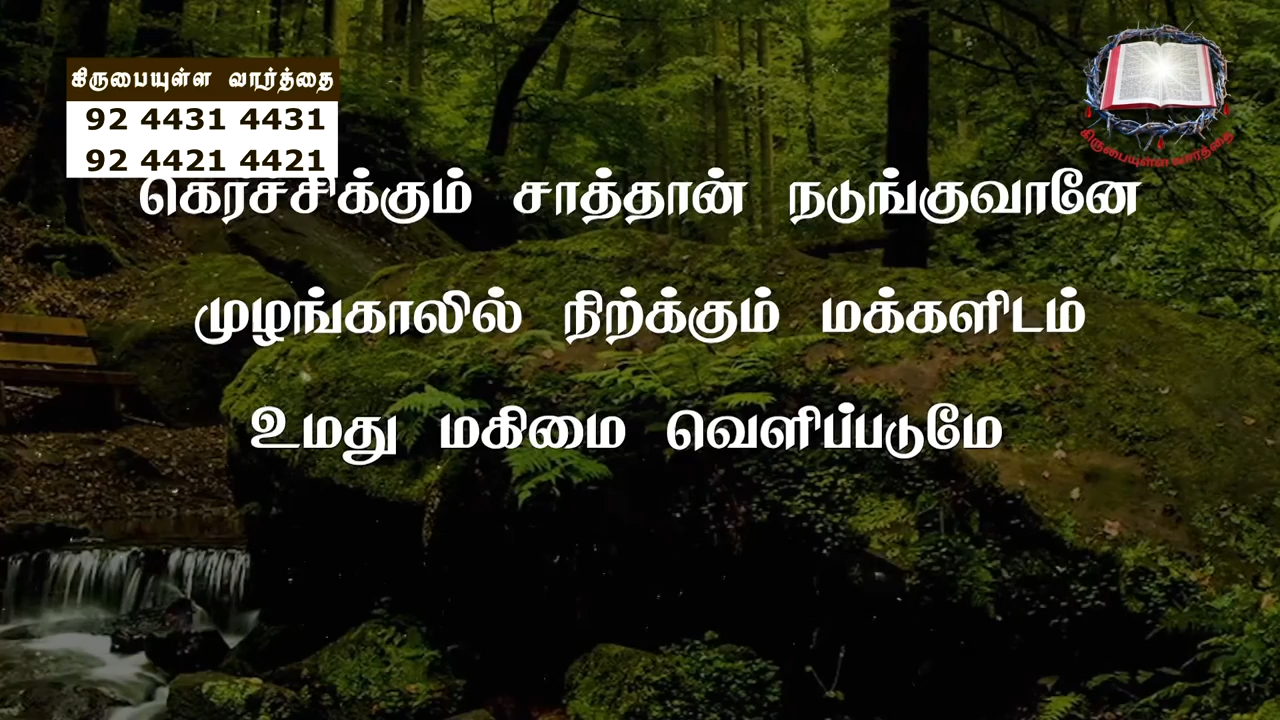 கிருபையுள்ள வார்த்தை
92 4431 4431
92 4421 4421
கிருபையுள்ள வார்த்தை
கெர்ச்சிக்கும் சாத்தான் நடுங்குவானே
முழங்காலில் நிற்க்கும் மக்களிடம்
உமது மகிமை வெளிப்படுமே